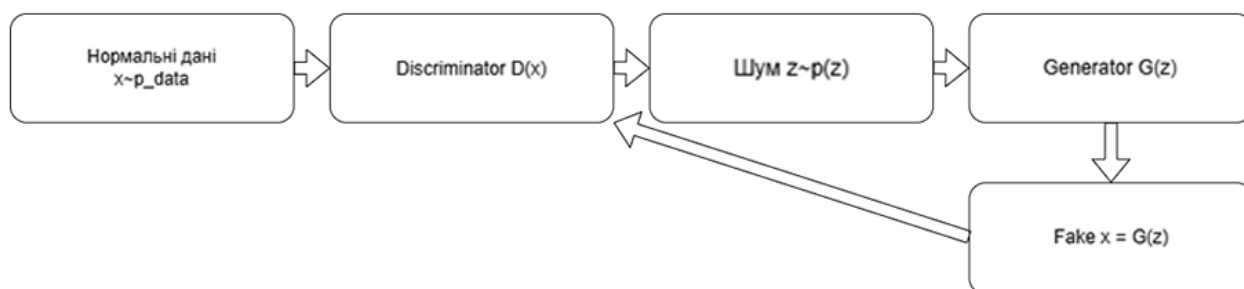 Нормальні дані
x~p_data
Discriminator D(x)
Шум z~p(z)
Generator G(z)
Fake x = G(z)